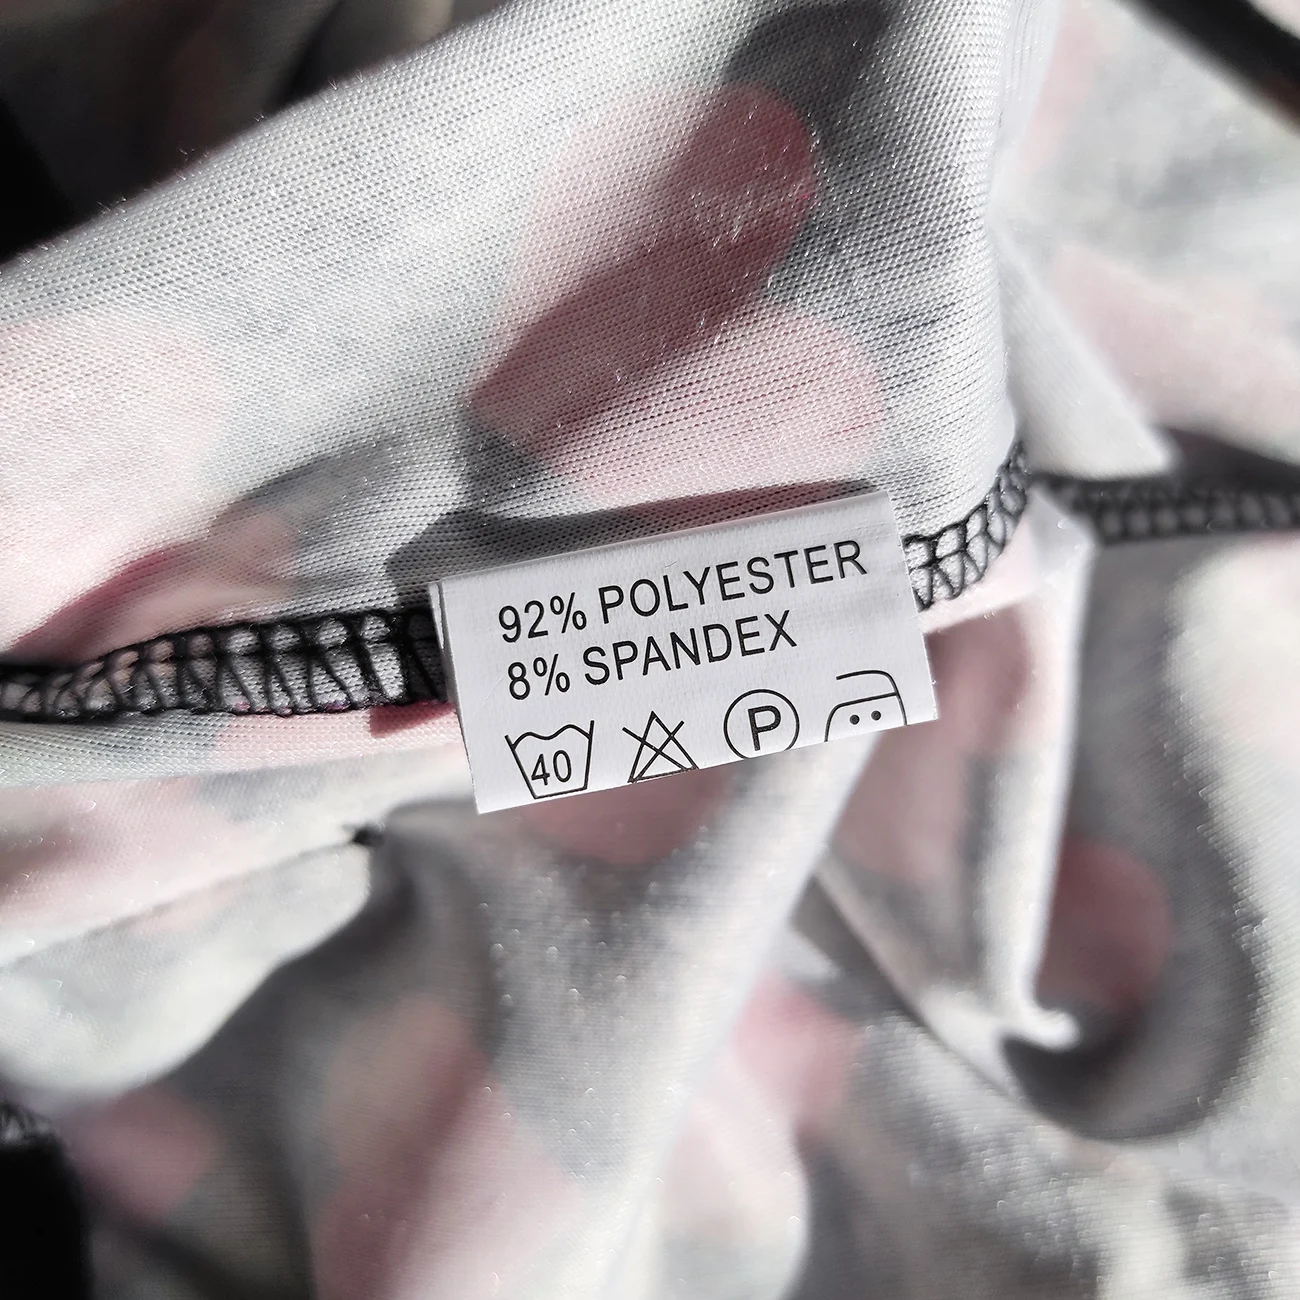 92% POLYESTER
8% SPANDEX
40 P